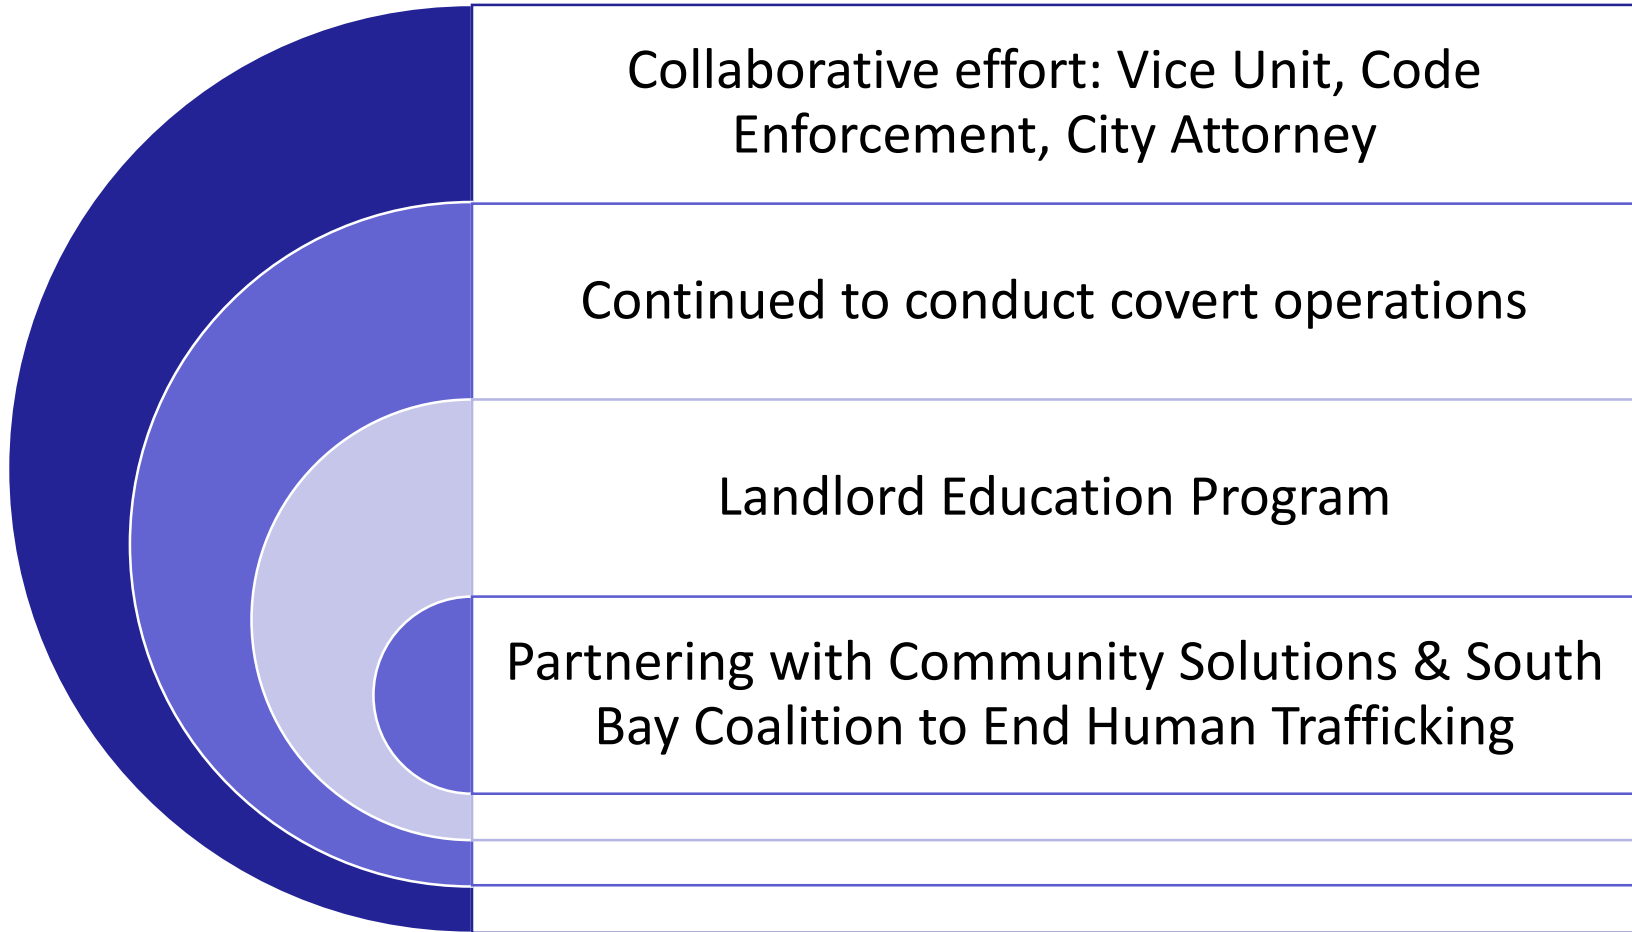 Collaborative effort: Vice Unit, Code
Enforcement, City Attorney
Continued to conduct covert operations
Landlord Education Program
Partnering with Community Solutions & South
Bay Coalition to End Human Trafficking